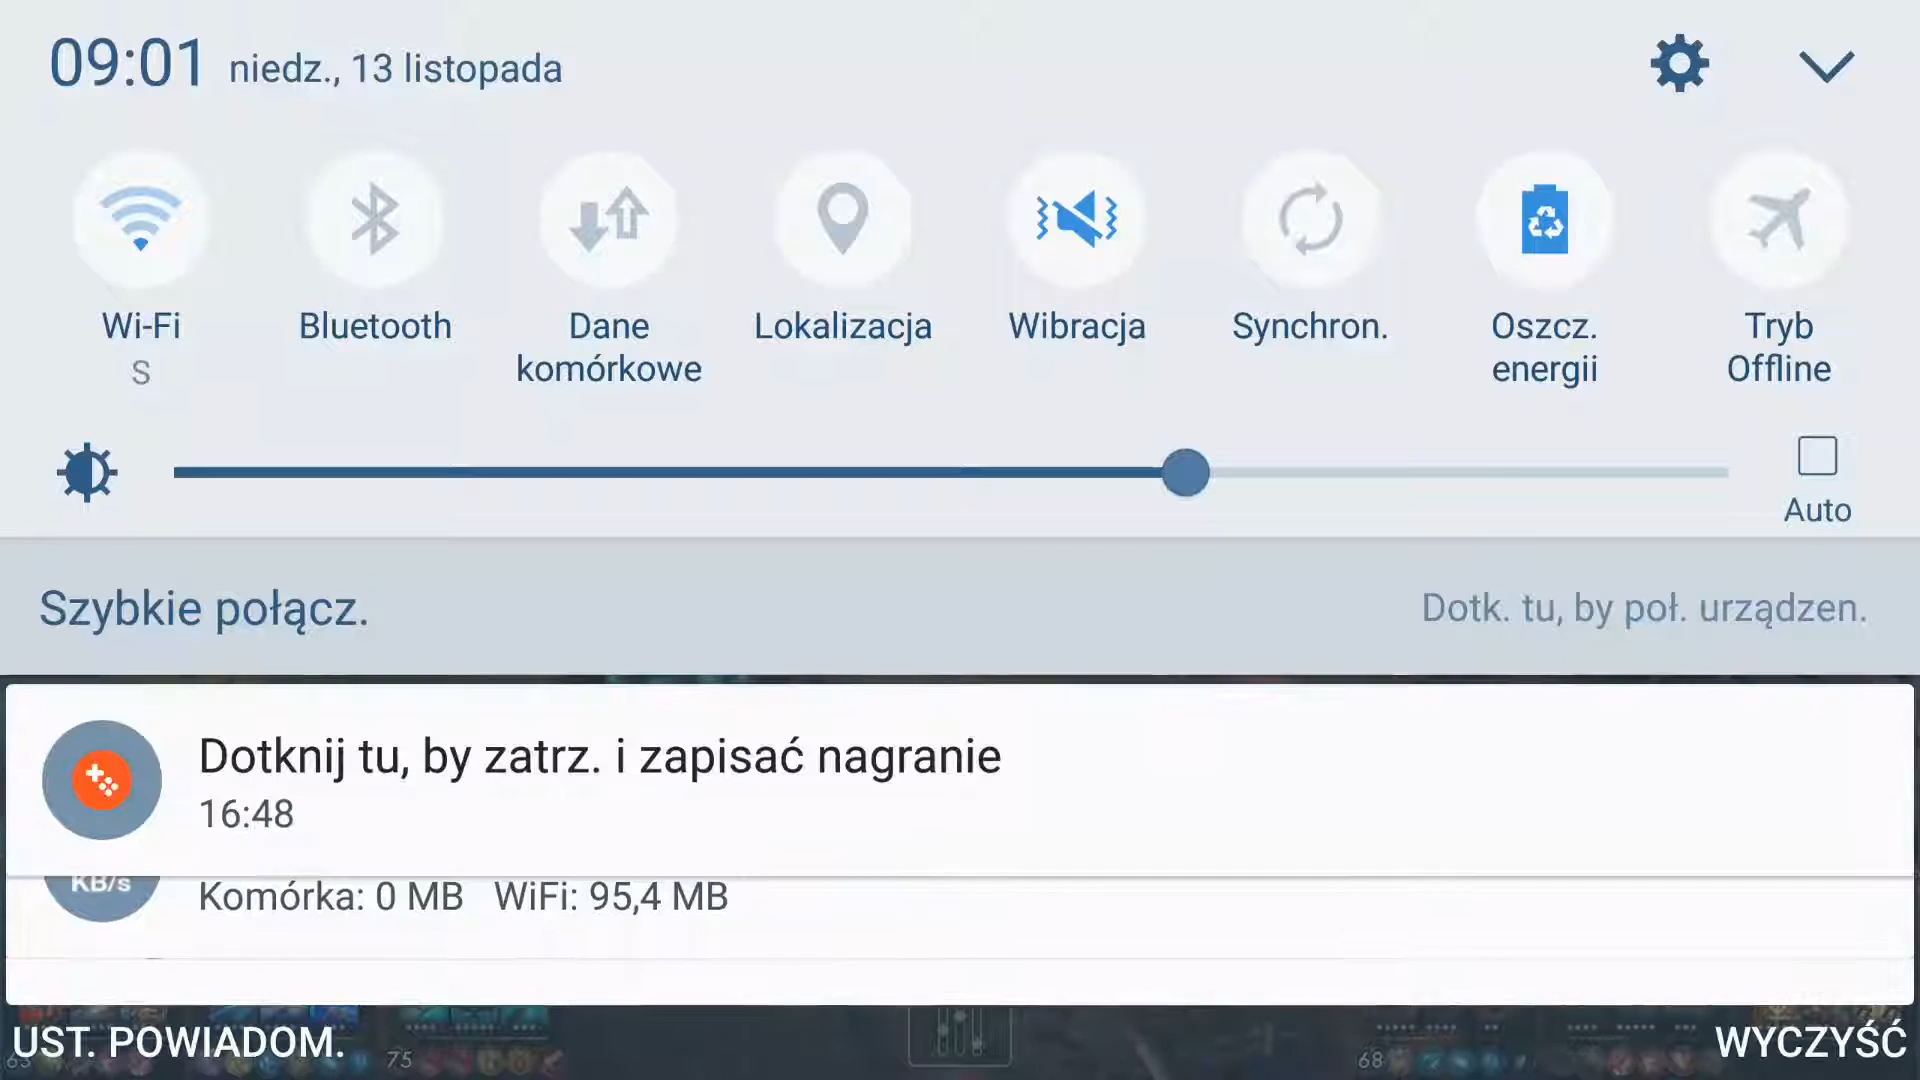 09:01 niedz., 13 listopada
Wi-Fi
S
Bluetooth
Dane
komórkowe
Lokalizacja
Wibracja
Synchron.
Oszcz.
energii
Tryb
Offline
Auto
Szybkie połącz.
Dotk. tu, by poł. urządzen.
Dotknij tu, by zatrz. i zapisać nagranie
16:48
KB/s
Komórka: 0 MB WiFi: 95,4 MB
UST. POWIADOM.
75
68
WYCZYŚĆ